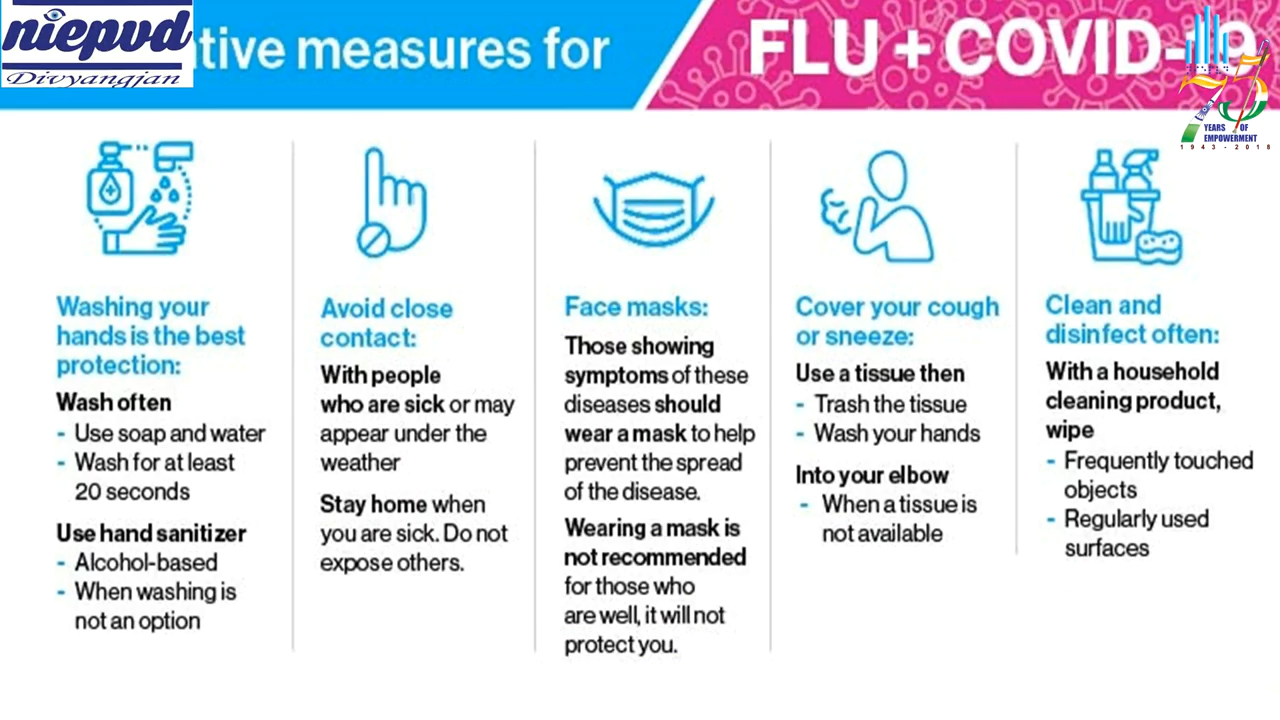 niepvd
Divyangjan
tive measures for
FLU + COVID-19
75
YEARS OF
EMPOWERMENT
1943-2018
Washing your
hands is the best
protection:
Wash often
- Use soap and water
- Wash for at least
20 seconds
Use hand sanitizer
- Alcohol-based
- When washing is
not an option
Avoid close
contact:
With people
who are sick or may
appear under the
weather
Stay home when
you are sick. Do not
expose others.
Face masks:
Those showing
symptoms of these
diseases should
wear a mask to help
prevent the spread
of the disease.
Wearing a mask is
not recommended
for those who
are well, it will not
protect you.
Cover your cough
or sneeze:
Use a tissue then
- Trash the tissue
- Wash your hands
Into your elbow
- When a tissue is
not available
Clean and
disinfect often:
With a household
cleaning product,
wipe
- Frequently touched
objects
- Regularly used
surfaces